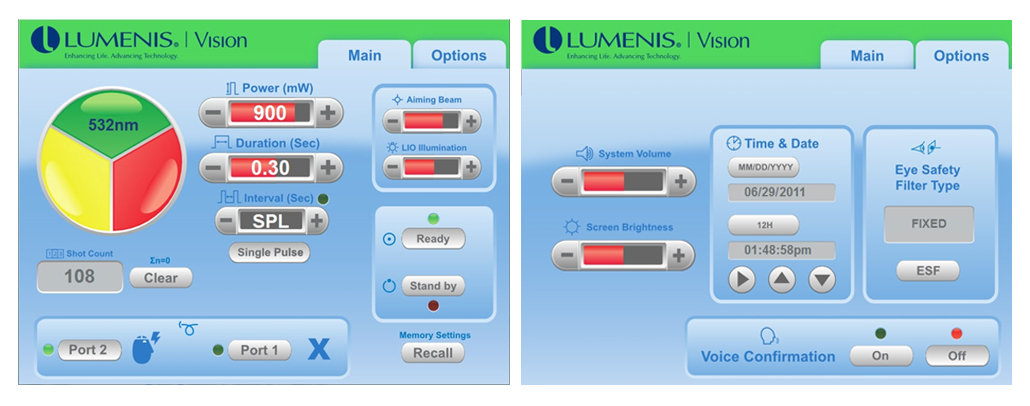 LUMENIS® | VISION
Enhancing Life. Advancing Technology.
Main
Options
532nm
Power (mW)
− 900 +
Duration (Sec)
− 0.30 +
Interval (Sec)
− SPL +
Single Pulse
Aiming Beam
− +
LIO Illumination
− +
Ready
Stand by
Shot Count
108
Σn=0
Clear
Port 2
Port 1
X
Memory Settings
Recall
LUMENIS® | VISION
Enhancing Life. Advancing Technology.
Main
Options
System Volume
− +
Screen Brightness
− +
Time & Date
MM/DD/YYYY
06/29/2011
12H
01:48:58pm
Eye Safety
Filter Type
FIXED
ESF
Voice Confirmation
On
Off